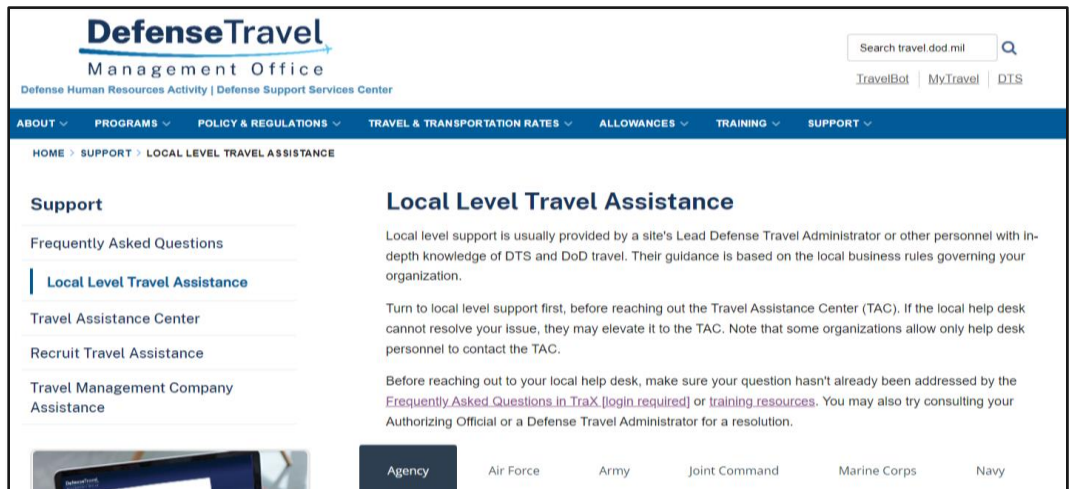 DefenseTravel
Management Office
Defense Human Resources Activity | Defense Support Services Center
Search travel.dod.mil
TravelBot | MyTravel | DTS
ABOUT PROGRAMS POLICY & REGULATIONS TRAVEL & TRANSPORTATION RATES ALLOWANCES TRAINING SUPPORT
HOME > SUPPORT > LOCAL LEVEL TRAVEL ASSISTANCE
Support
Frequently Asked Questions
Local Level Travel Assistance
Travel Assistance Center
Recruit Travel Assistance
Travel Management Company
Assistance
DefenseTravel
Local Level Travel Assistance
Local level support is usually provided by a site's Lead Defense Travel Administrator or other personnel with in-
depth knowledge of DTS and DoD travel. Their guidance is based on the local business rules governing your
organization.
Turn to local level support first, before reaching out the Travel Assistance Center (TAC). If the local help desk
cannot resolve your issue, they may elevate it to the TAC. Note that some organizations allow only help desk
personnel to contact the TAC.
Before reaching out to your local help desk, make sure your question hasn't already been addressed by the
Frequently Asked Questions in TraX [login required] or training resources. You may also try consulting your
Authorizing Official or a Defense Travel Administrator for a resolution.
Agency Air Force Army Joint Command Marine Corps Navy